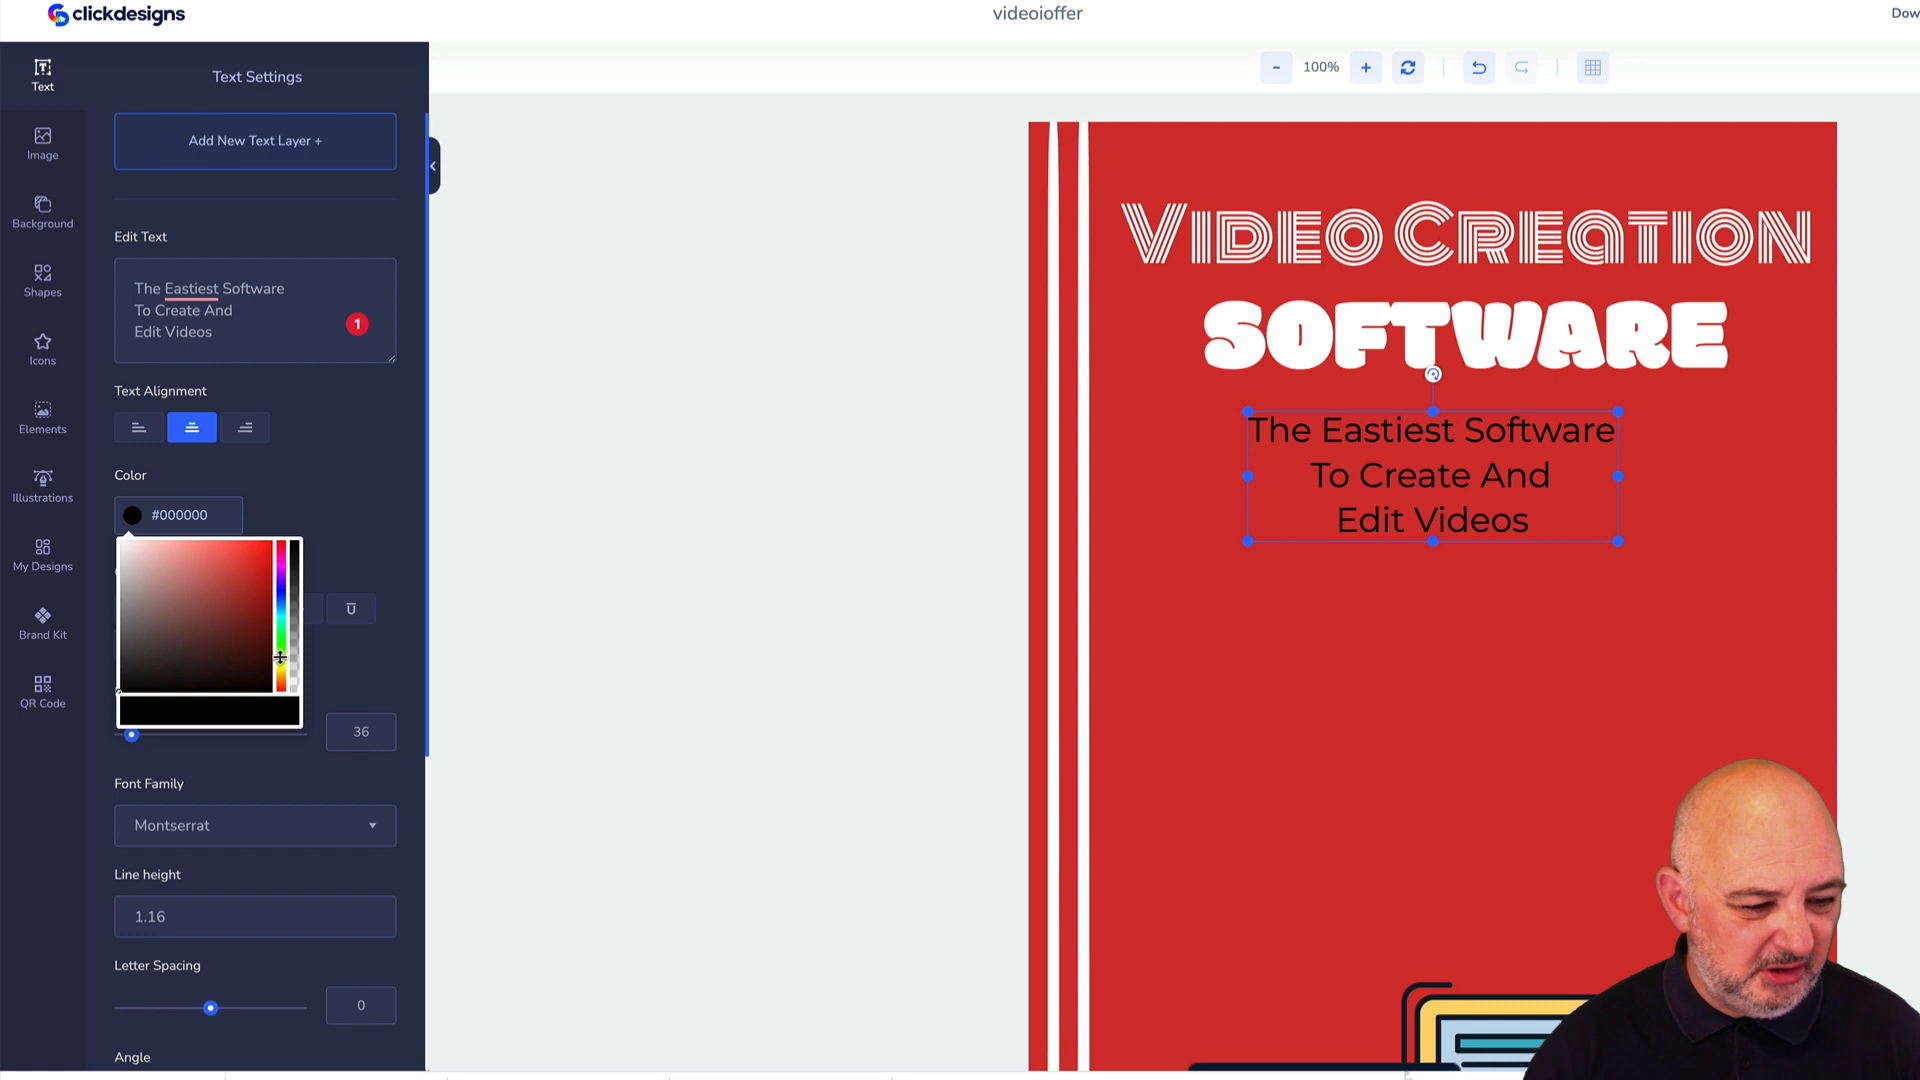 clickdesigns
videoioffer
Dow
Text
Text Settings
100%
Add New Text Layer +
Image
Background
Edit Text
The Eastiest Software
To Create And
Edit Videos
1
Shapes
Icons
Text Alignment
Elements
Color
#000000
Illustrations
My Designs
Brand Kit
QR Code
36
Font Family
Montserrat
Line height
1.16
Letter Spacing
0
Angle
VIDEO CREATION
SOFTWARE
The Eastiest Software
To Create And
Edit Videos